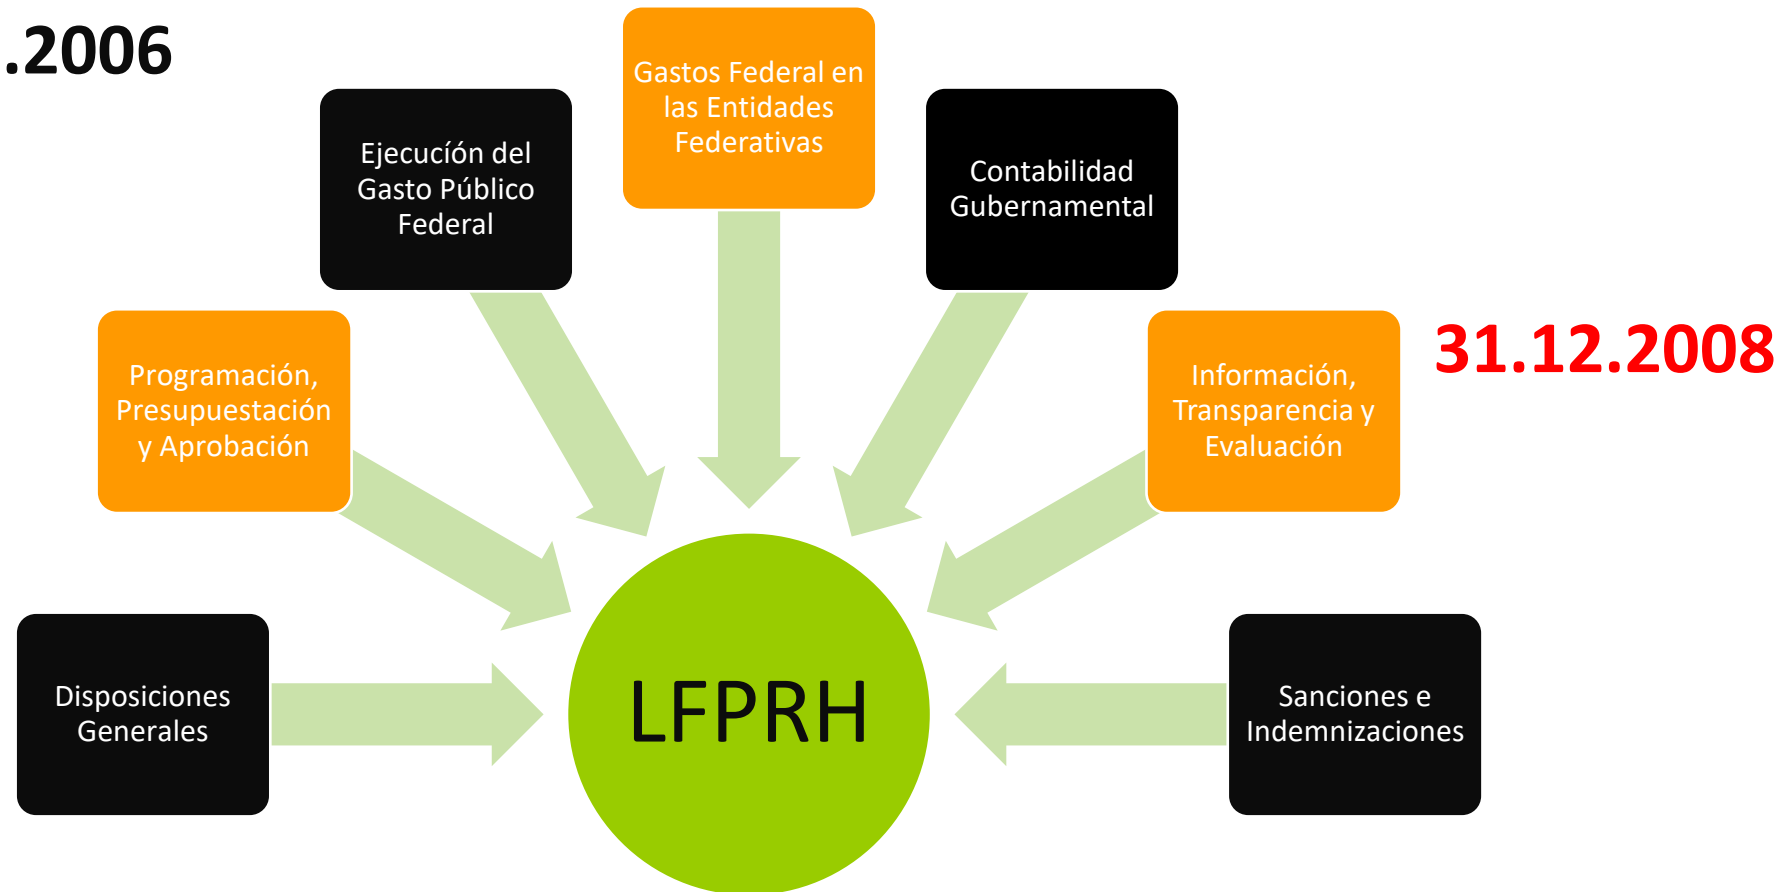 .2006
Gastos Federal en
las Entidades
Federativas
Ejecucíón del
Gasto Público
Federal
Contabilidad
Gubernamental
Programación,
Presupuestación
y Aprobación
Información,
Transparencia y
Evaluación
31.12.2008
Disposiciones
Generales
LFPRH
Sanciones e
Indemnizaciones